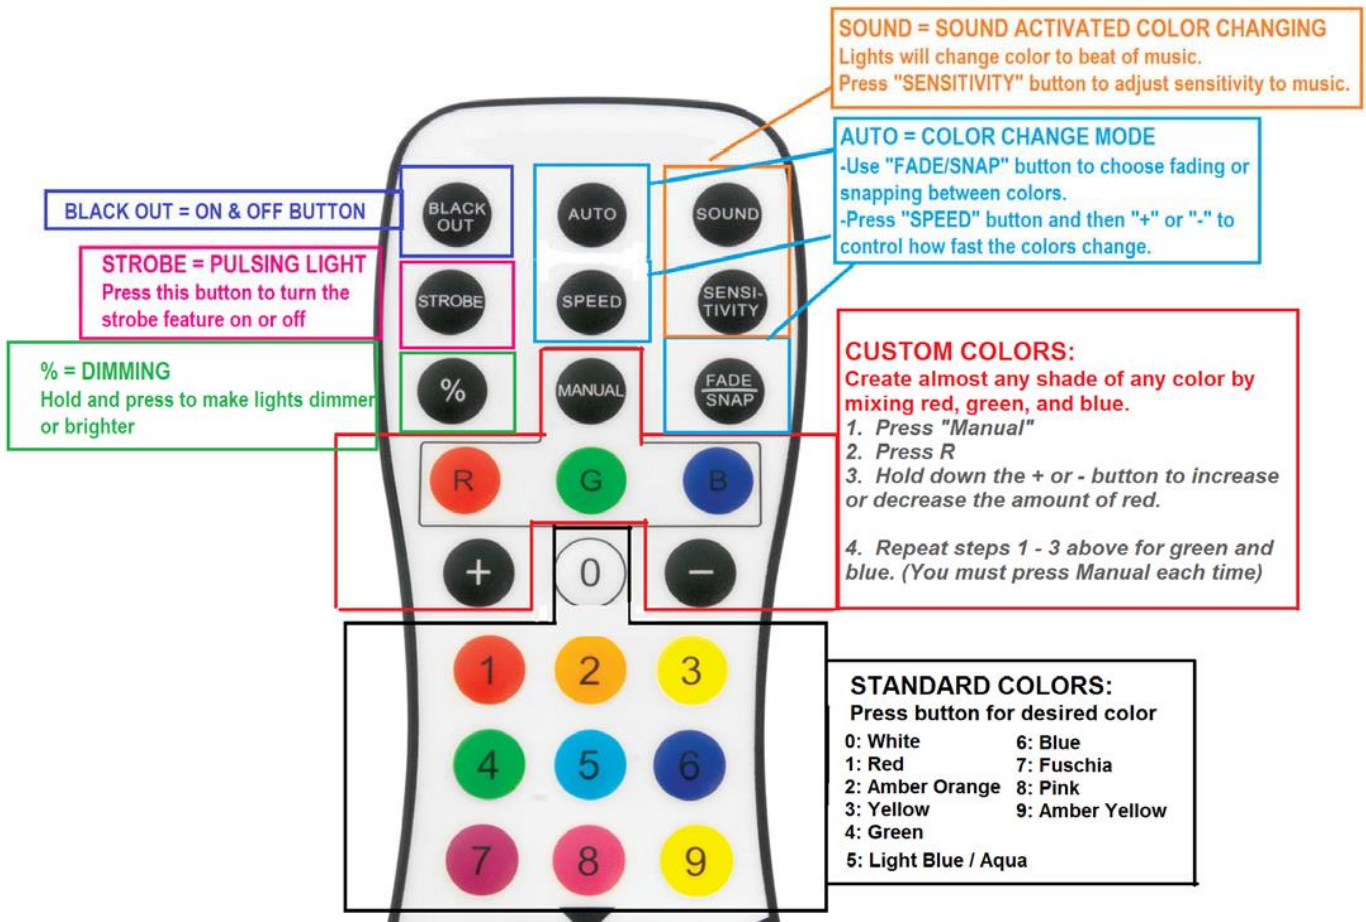 SOUND = SOUND ACTIVATED COLOR CHANGING
Lights will change color to beat of music.
Press "SENSITIVITY" button to adjust sensitivity to music.
AUTO = COLOR CHANGE MODE
-Use "FADE/SNAP" button to choose fading or
snapping between colors.
-Press "SPEED" button and then "+" or "-" to
control how fast the colors change.
BLACK OUT = ON & OFF BUTTON
STROBE = PULSING LIGHT
Press this button to turn the
strobe feature on or off
% = DIMMING
Hold and press to make lights dimmer
or brighter
BLACK
OUT
AUTO
SOUND
STROBE
SPEED
SENSI-
TIVITY
%
MANUAL
FADE
SNAP
R
G
B
+
0
-
1
2
3
4
5
6
7
8
9
CUSTOM COLORS:
Create almost any shade of any color by
mixing red, green, and blue.
1. Press "Manual"
2. Press R
3. Hold down the + or - button to increase
or decrease the amount of red.
4. Repeat steps 1 - 3 above for green and
blue. (You must press Manual each time)
STANDARD COLORS:
Press button for desired color
0: White
1: Red
2: Amber Orange
3: Yellow
4: Green
5: Light Blue / Aqua
6: Blue
7: Fuschia
8: Pink
9: Amber Yellow